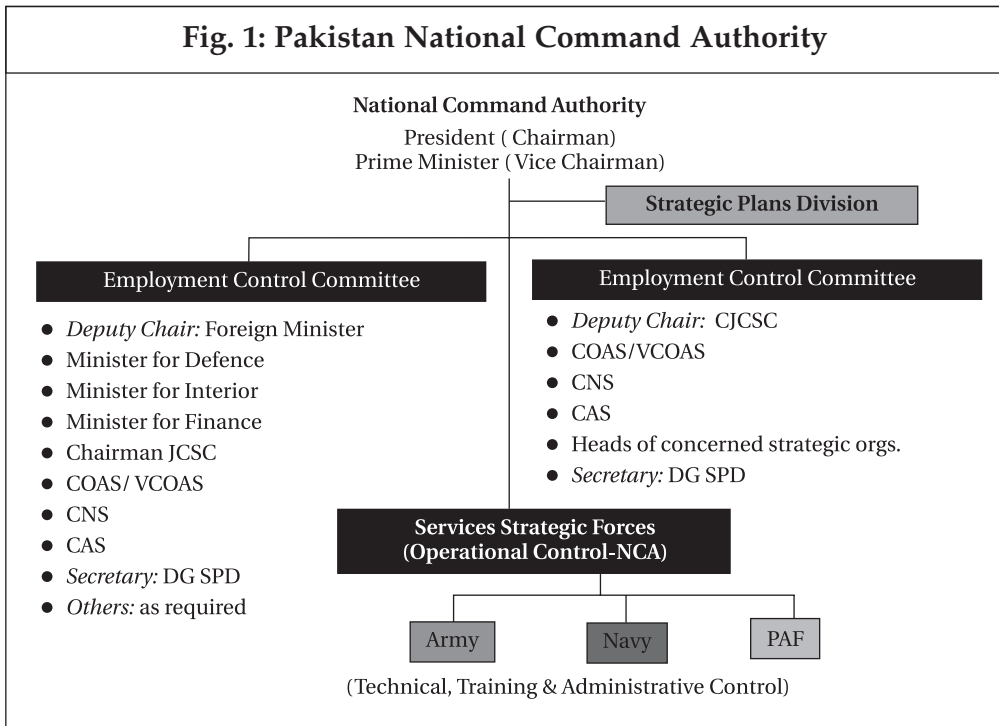 Fig. 1: Pakistan National Command Authority
National Command Authority
President ( Chairman)
Prime Minister ( Vice Chairman)
Strategic Plans Division
Employment Control Committee
● Deputy Chair: Foreign Minister
● Minister for Defence
● Minister for Interior
● Minister for Finance
● Chairman JCSC
● COAS/ VCOAS
● CNS
● CAS
● Secretary: DG SPD
● Others: as required
Employment Control Committee
● Deputy Chair: CJCSC
● COAS/VCOAS
● CNS
● CAS
● Heads of concerned strategic orgs.
● Secretary: DG SPD
Services Strategic Forces
(Operational Control-NCA)
Army
Navy
PAF
(Technical, Training & Administrative Control)